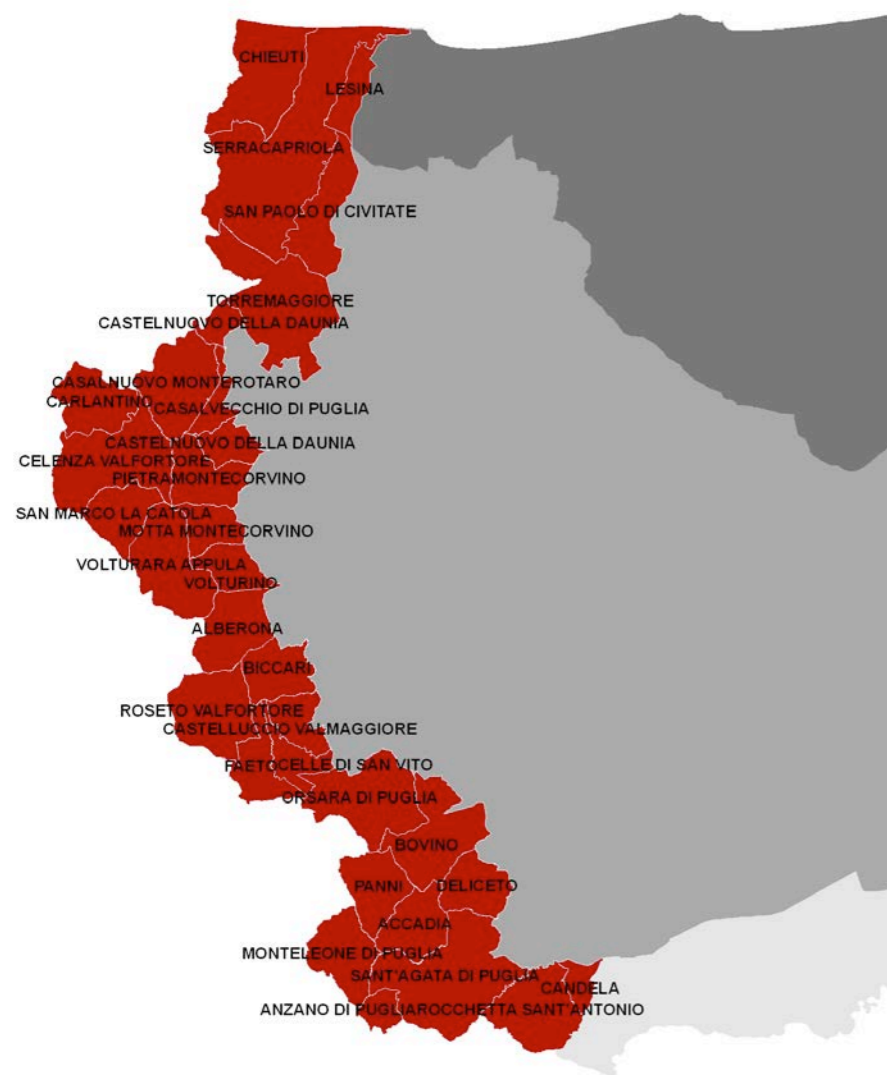 CHIEUTI
LESINA
SERRACAPRIOLA
SAN PAOLO DI CIVITATE
TORREMAGGIORE
CASTELNUOVO DELLA DAUNIA
CASALNUOVO MONTEROTARO
CARLANTINO
CASALVECCHIO DI PUGLIA
CASTELNUOVO DELLA DAUNIA
CELENZA VALFORTORE
PIETRAMONTECORVINO
SAN MARCO LA CATOLA
MOTTA MONTECORVINO
VOLTURARA APPULA
VOLTURINO
ALBERONA
BICCARI
ROSETO VALFORTORE
CASTELLUCCIO VALMAGGIORE
FAETO
CELLE DI SAN VITO
ORSARA DI PUGLIA
BOVINO
PANNI
DELICETO
ACCADIA
MONTELEONE DI PUGLIA
SANT'AGATA DI PUGLIA
CANDELA
ANZANO DI PUGLIA
ROCCHETTA SANT'ANTONIO